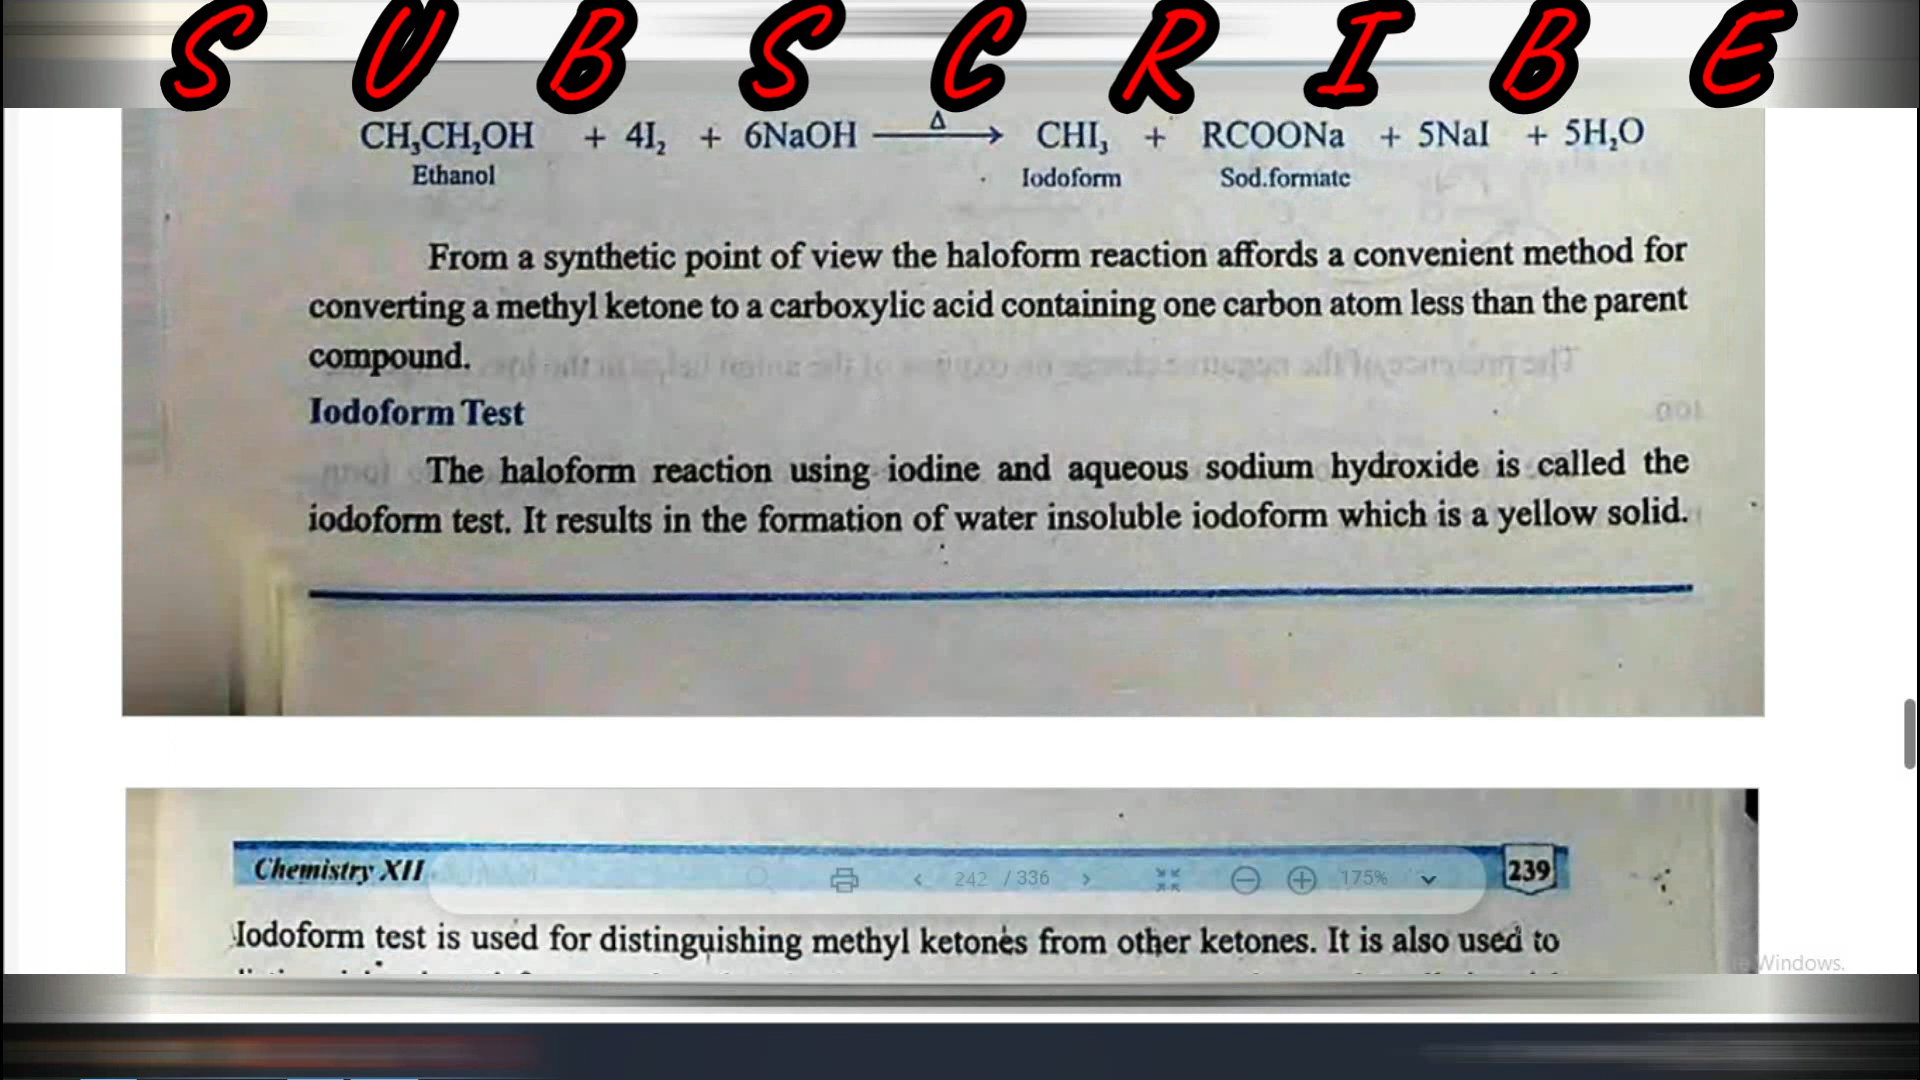 S U B S C R I B E
CH₃CH₂OH + 4I₂ + 6NaOH —Δ→ CHI₃ + RCOONa + 5NaI + 5H₂O
Ethanol Iodoform Sod.formate
From a synthetic point of view the haloform reaction affords a convenient method for
converting a methyl ketone to a carboxylic acid containing one carbon atom less than the parent
compound.
Iodoform Test
The haloform reaction using iodine and aqueous sodium hydroxide is called the
iodoform test. It results in the formation of water insoluble iodoform which is a yellow solid.
Chemistry XII 239
242 / 336 175%
Iodoform test is used for distinguishing methyl ketones from other ketones. It is also used to
Windows.